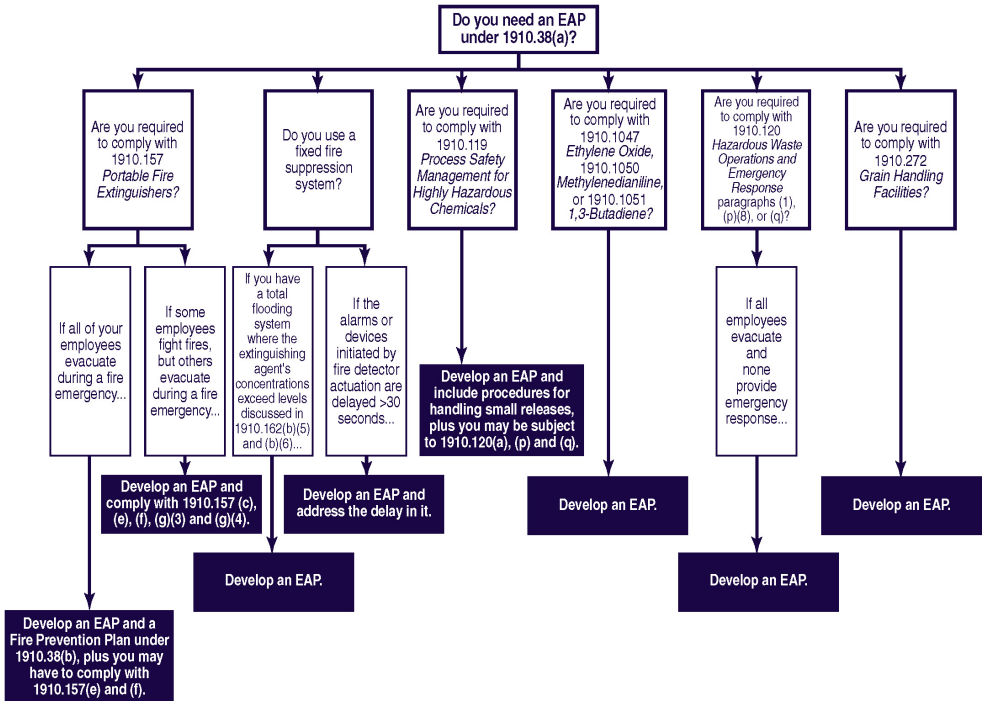 Do you need an EAP
under 1910.38(a)?
Are you required
to comply with
1910.157
Portable Fire
Extinguishers?
Do you use a
fixed fire
suppression
system?
Are you required
to comply with
1910.119
Process Safety
Management for
Highly Hazardous
Chemicals?
Are you required
to comply with
1910.1047
Ethylene Oxide,
1910.1050
Methylenedianiline,
or 1910.1051
1,3-Butadiene?
Are you required
to comply with
1910.120
Hazardous Waste
Operations and
Emergency
Response
paragraphs (1),
(p)(8), or (q)?
Are you required
to comply with
1910.272
Grain Handling
Facilities?
If all of your
employees
evacuate
during a fire
emergency...
If some
employees
fight fires,
but others
evacuate
during a fire
emergency...
If you have
a total
flooding
system
where the
extinguishing
agent's
concentrations
exceed levels
discussed in
1910.162(b)(5)
and (b)(6)...
If the
alarms or
devices
initiated by
fire detector
actuation are
delayed >30
seconds...
If all
employees
evacuate
and
none
provide
emergency
response...
Develop an EAP and
include procedures for
handling small releases,
plus you may be subject
to 1910.120(a), (p) and (q).
Develop an EAP and
comply with 1910.157 (c),
(e), (f), (g)(3) and (g)(4).
Develop an EAP and
address the delay in it.
Develop an EAP.
Develop an EAP.
Develop an EAP.
Develop an EAP.
Develop an EAP and a
Fire Prevention Plan under
1910.38(b), plus you may
have to comply with
1910.157(e) and (f).